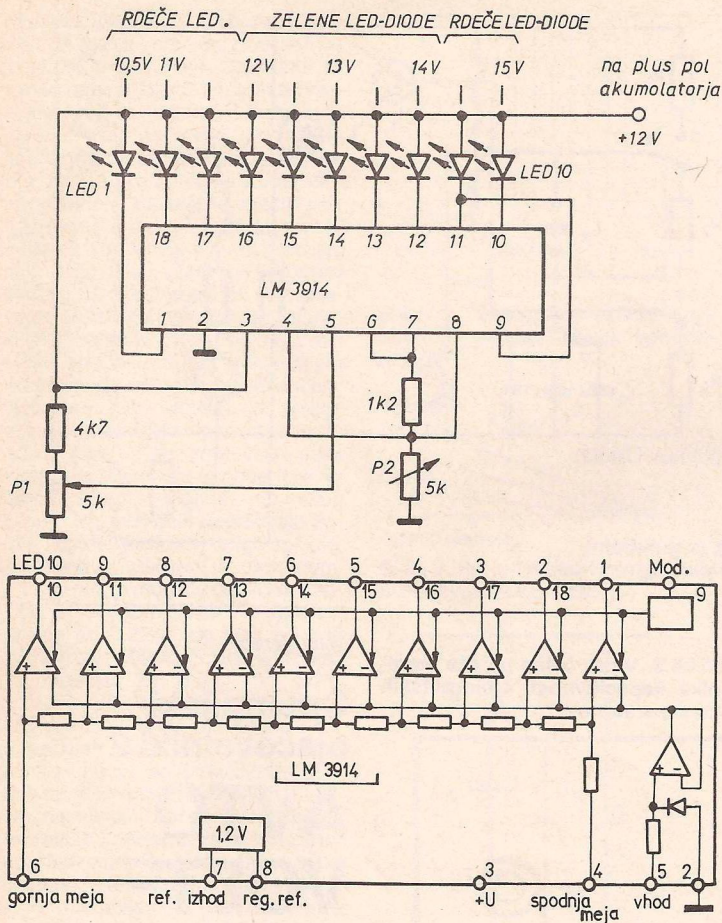 RDEČE LED. ZELENE LED-DIODE RDEČE LED-DIODE
10,5V 11V 12V 13V 14V 15V na plus pol
akumolatorja
+12V
LED 1 LED10
18 17 16 15 14 13 12 11 10
LM 3914
1 2 3 4 5 6 7 8 9
4k7 1k2
P1 5k P2 5k
LED10 9 8 7 6 5 4 3 2 1 Mod.
10 11 12 13 14 15 16 17 18 1 9
+ - + - + - + - + - + - + - + - + -
+ -
LM 3914
1,2 V
6 7 8 3 4 5 2
gornja meja ref. izhod reg.ref. +U spodnja meja vhod